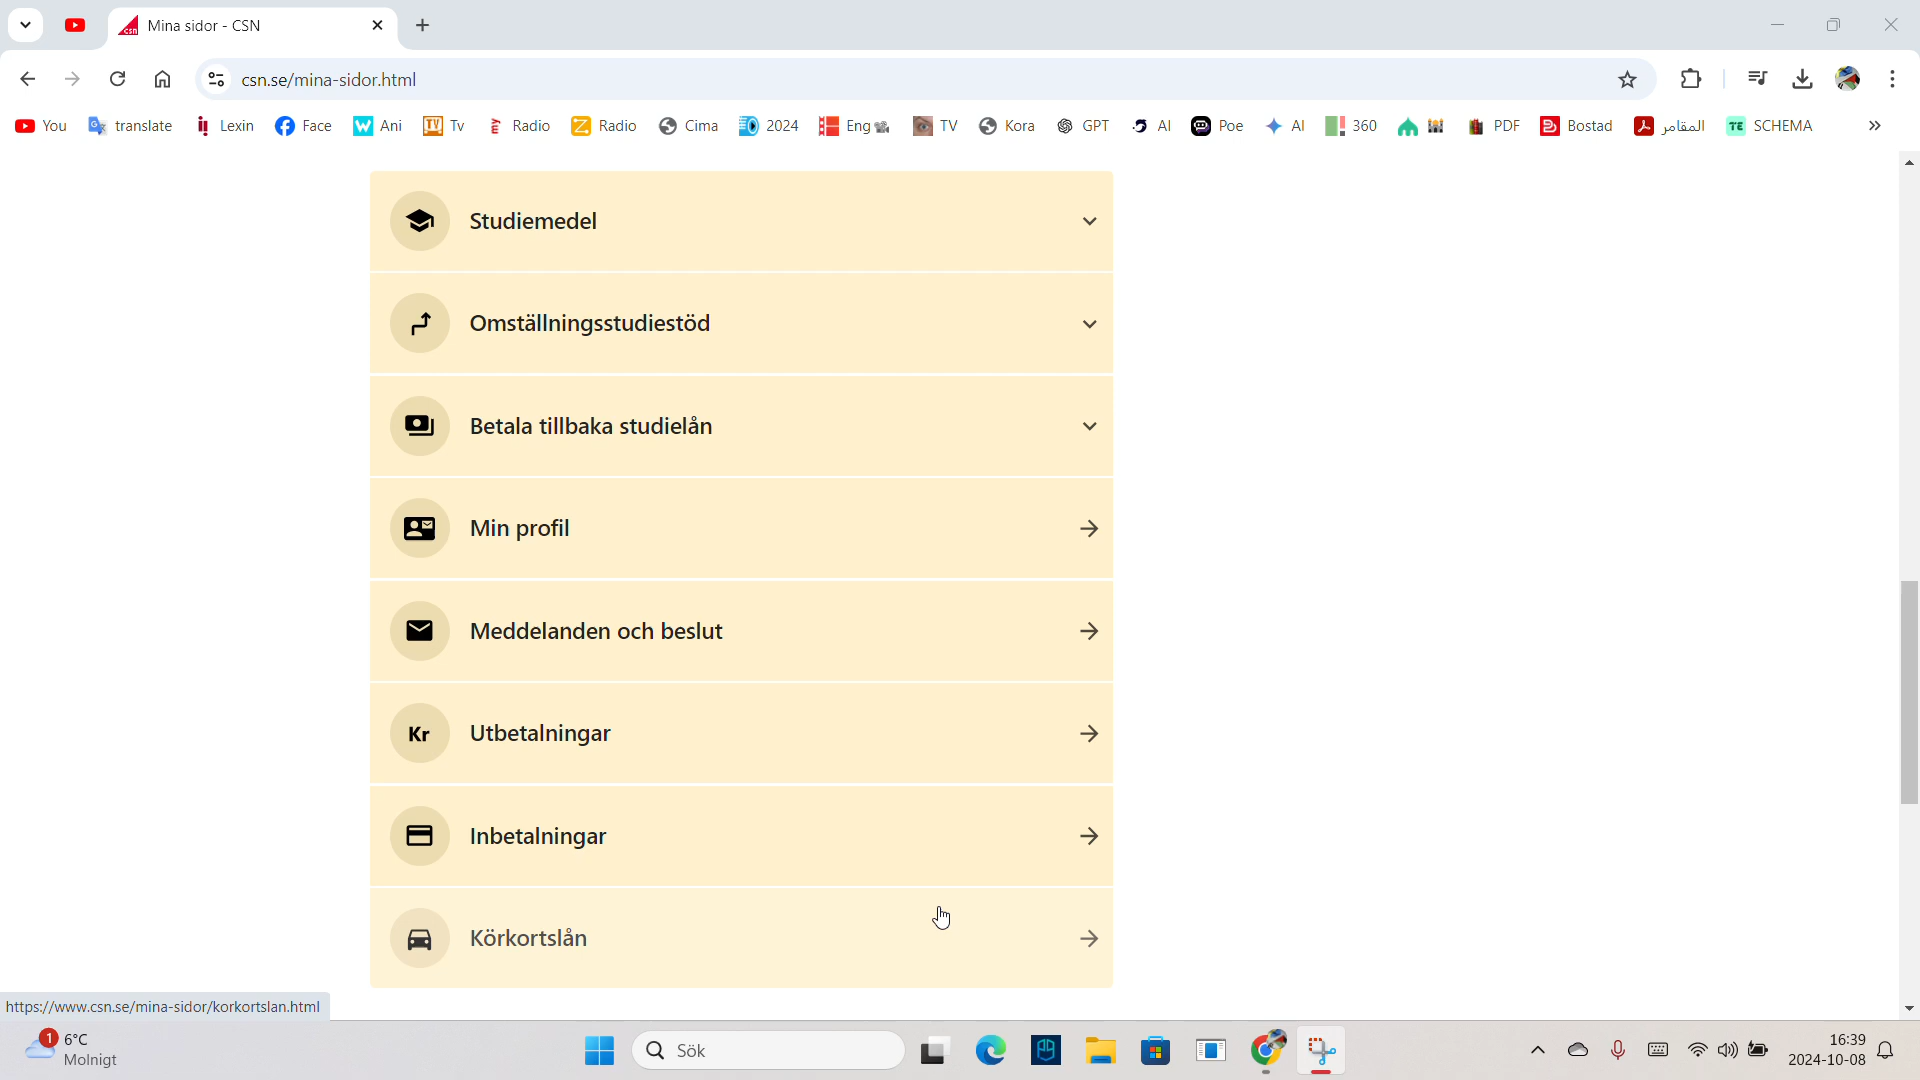 Mina sidor - CSN
csn.se/mina-sidor.html
You translate Lexin Face Ani Tv Radio Radio Cima 2024 Eng TV Kora GPT AI Poe AI 360 PDF Bostad المقامر SCHEMA
Studiemedel
Omställningsstudiestöd
Betala tillbaka studielån
Min profil
Meddelanden och beslut
Kr Utbetalningar
Inbetalningar
Körkortslån
https://www.csn.se/mina-sidor/korkortslan.html
1 6°C
Molnigt
Sök
16:39
2024-10-08